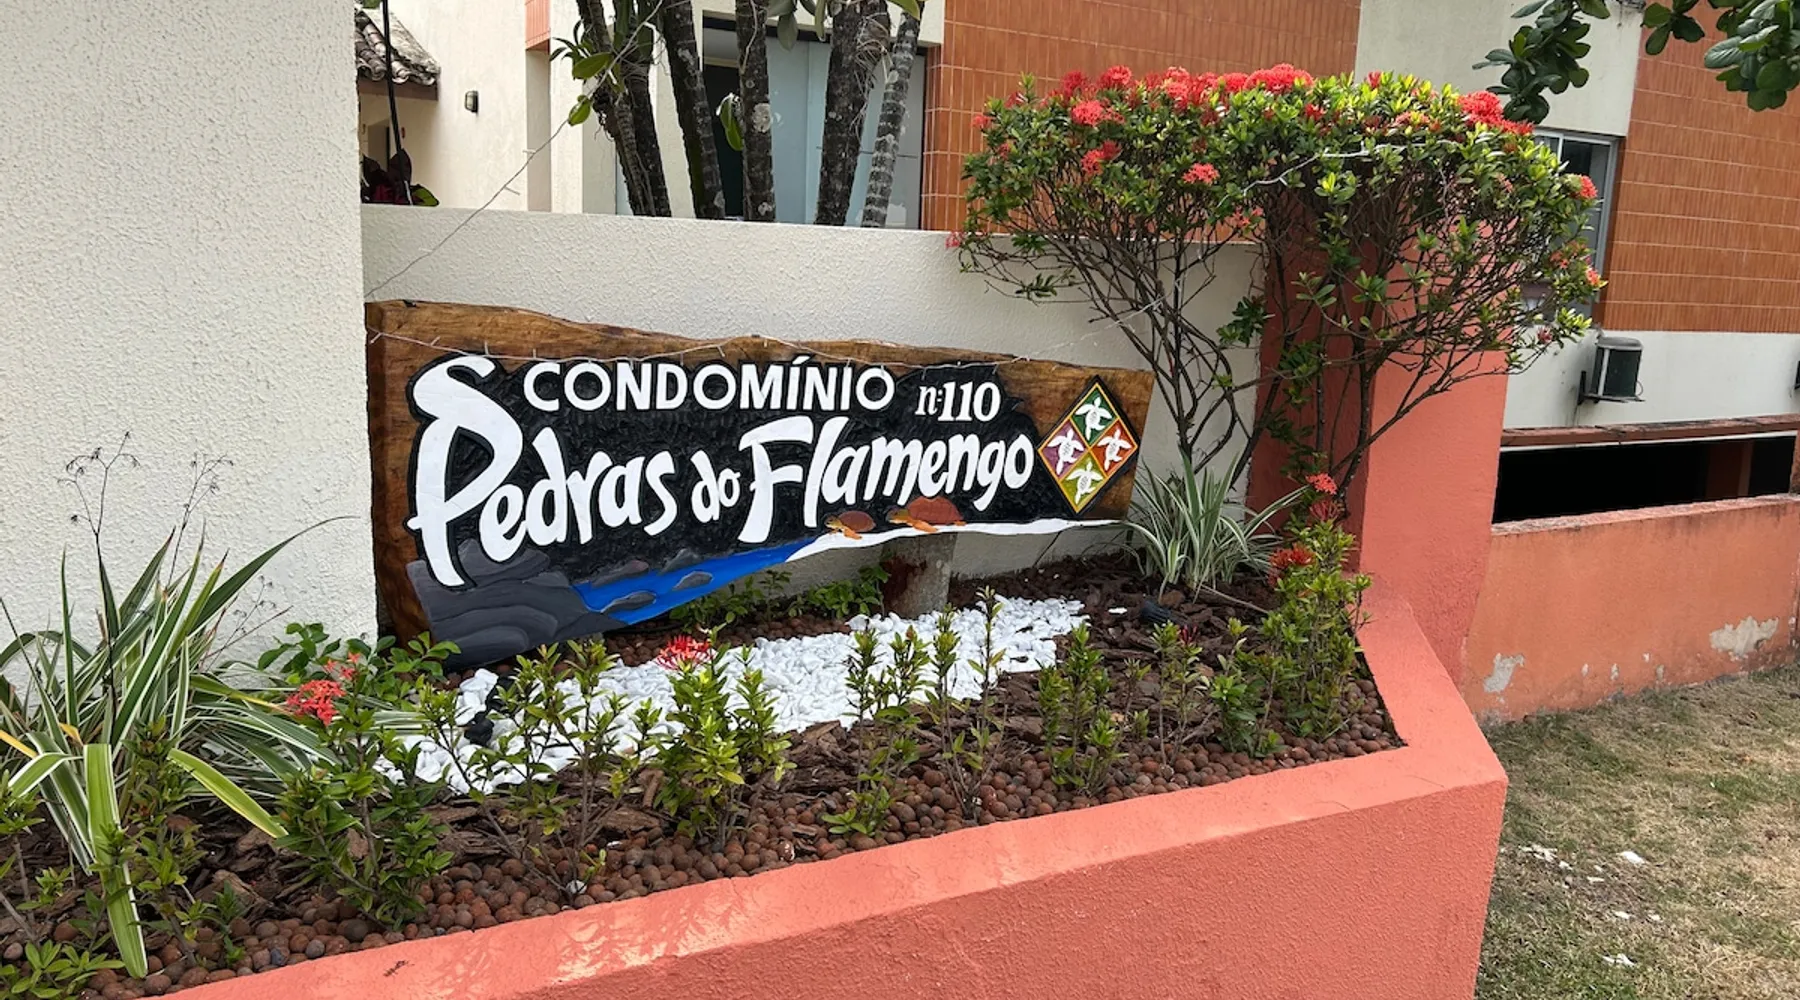 CONDOMÍNIO nº110
Pedras do Flamengo